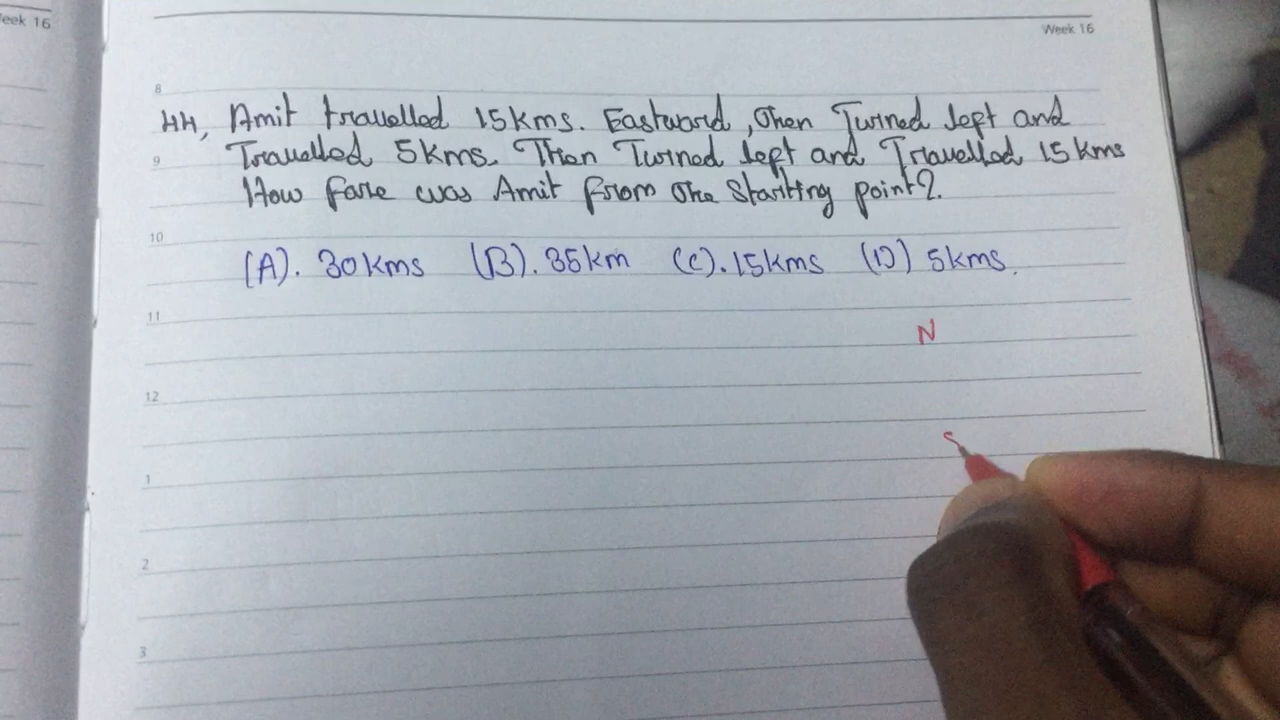 eek 16
Week 16
8
44, Amit travelled 15kms. Eastward, then Turned left and
9
Travelled 5kms. Then Turned left and Travelled 15kms
How fare was Amit from the starting point?.
10
(A). 30kms (B). 35km (C). 15kms (D) 5kms.
11
N
12
S
1
2
3